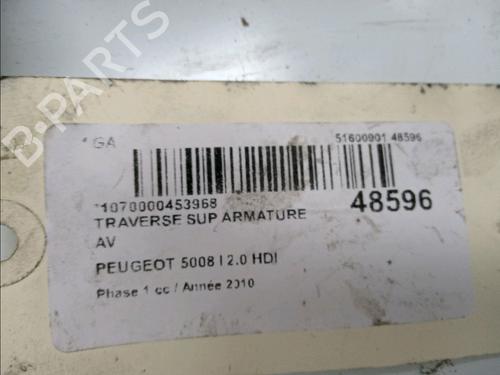 B-PARTS
*GA
51600901 48596
*1070000453968
48596
TRAVERSE SUP ARMATURE
AV
PEUGEOT 5008 I 2.0 HDI
Phase 1 cc / Année 2010